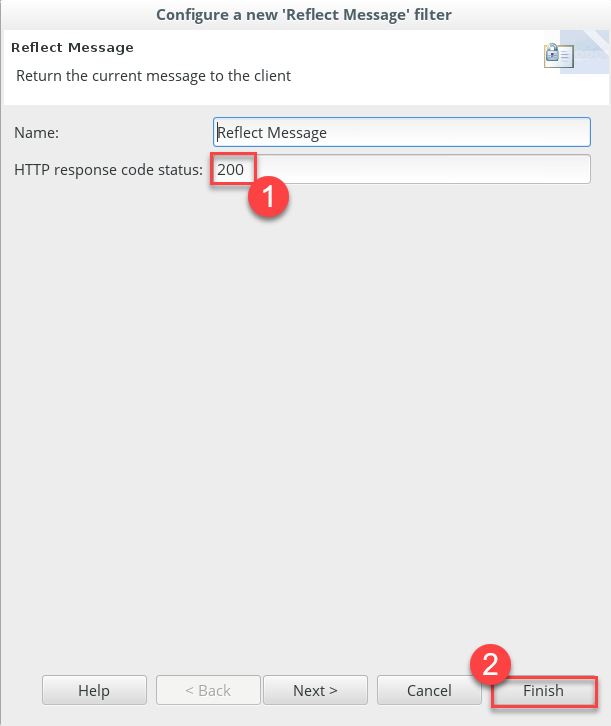 Configure a new 'Reflect Message' filter
Reflect Message
Return the current message to the client
Name: Reflect Message
HTTP response code status: 200
1
2
Help < Back Next > Cancel Finish